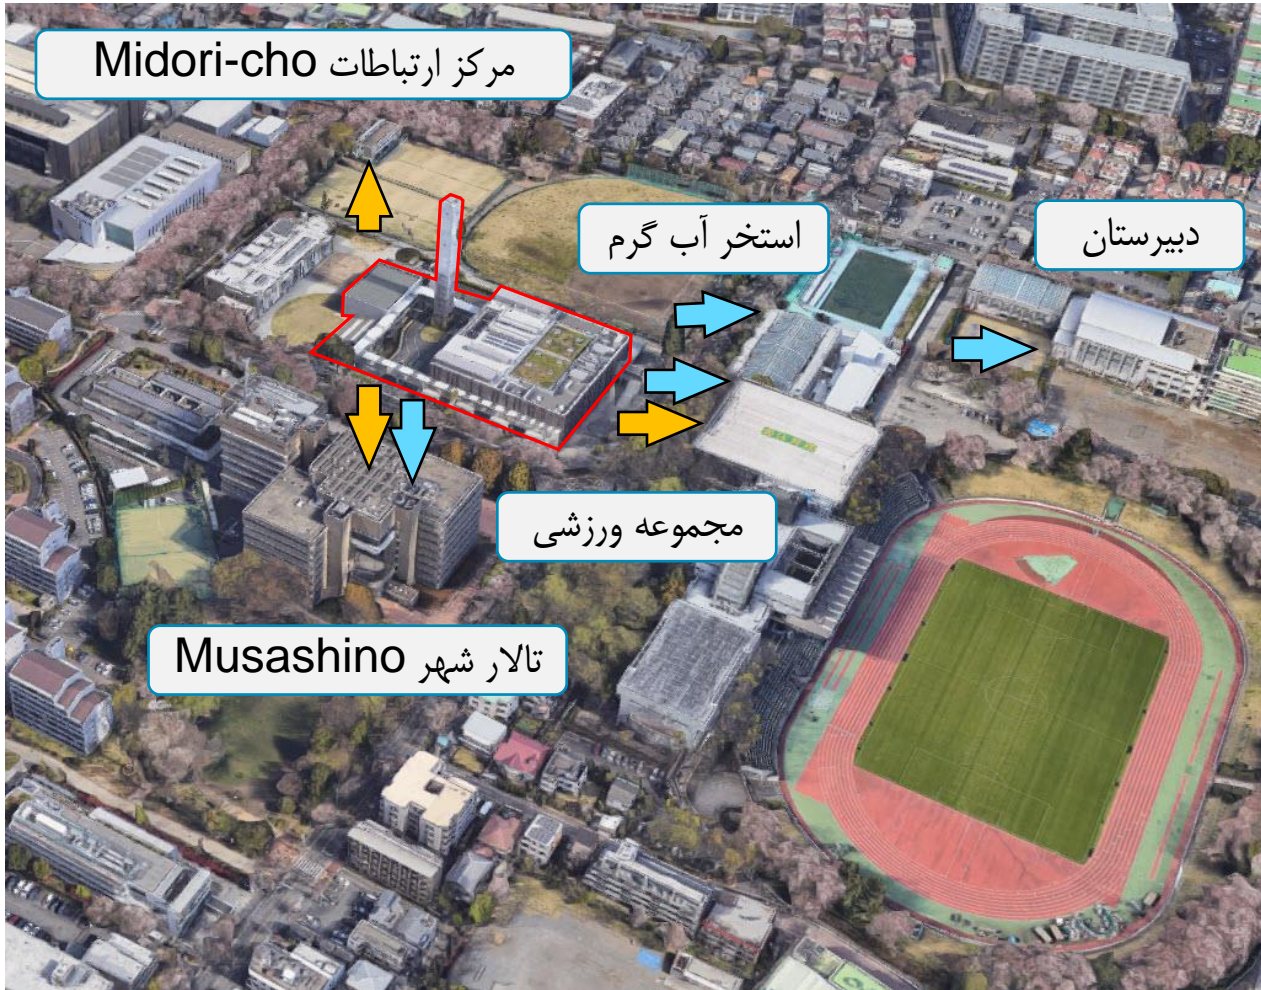 مرکز ارتباطات Midori-cho
استخر آب گرم
دبیرستان
مجموعه ورزشی
تالار شهر Musashino